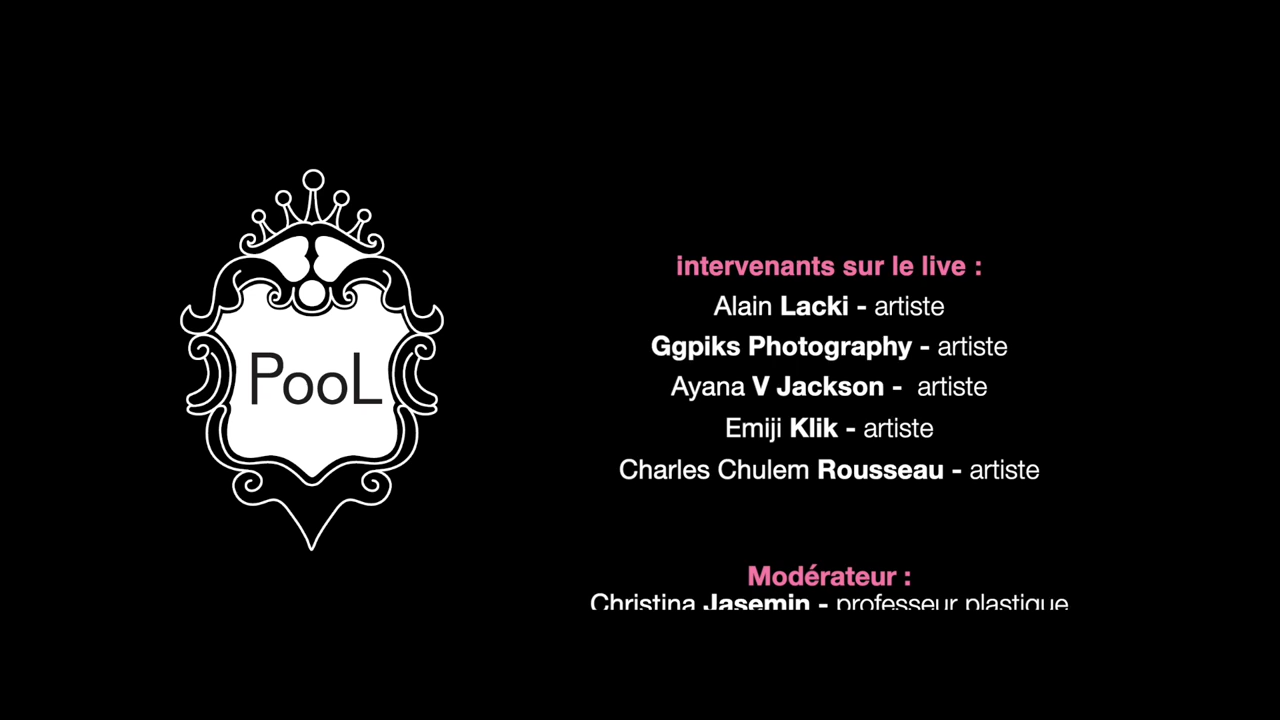 PooL
intervenants sur le live :
Alain Lacki - artiste
Ggpiks Photography - artiste
Ayana V Jackson - artiste
Emiji Klik - artiste
Charles Chulem Rousseau - artiste
Modérateur :
Christina Jasemin - professeur plastique